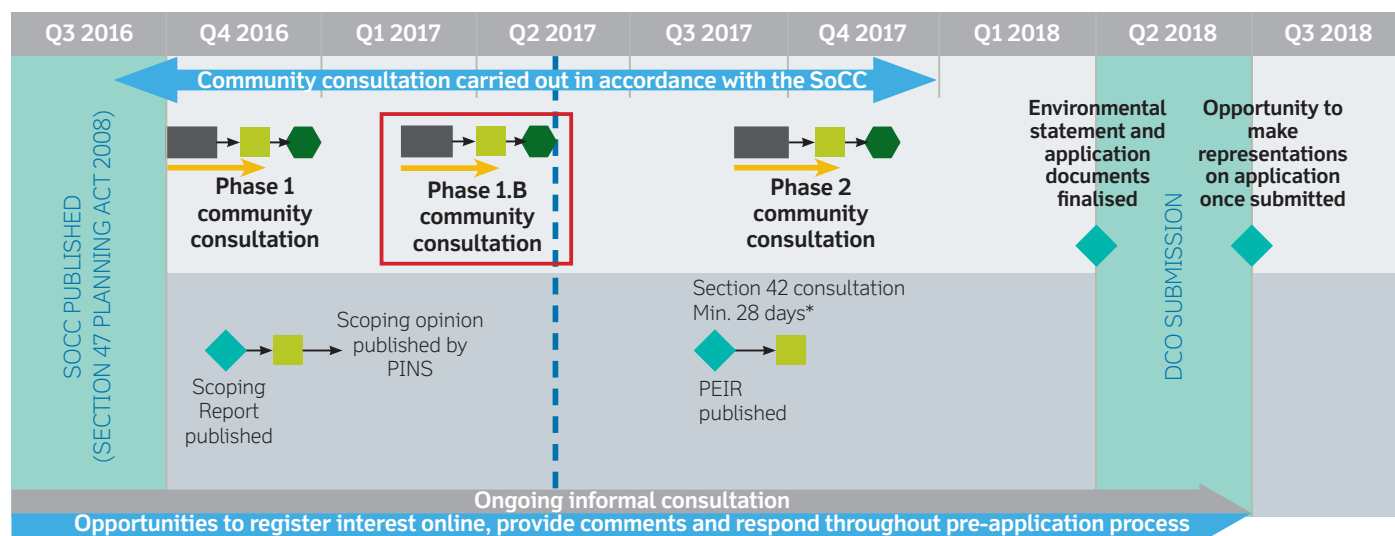 Q3 2016
Q4 2016
Q1 2017
Q2 2017
Q3 2017
Q4 2017
Q1 2018
Q2 2018
Q3 2018
Community consultation carried out in accordance with the SoCC
SOCC PUBLISHED
(SECTION 47 PLANNING ACT 2008)
Phase 1
community
consultation
Phase 1.B
community
consultation
Phase 2
community
consultation
Environmental
statement and
application
documents
finalised
Opportunity to
make
representations
on application
once submitted
DCO SUBMISSION
Scoping
Report
published
Scoping opinion
published by
PINS
Section 42 consultation
Min. 28 days*
PEIR
published
Ongoing informal consultation
Opportunities to register interest online, provide comments and respond throughout pre-application process